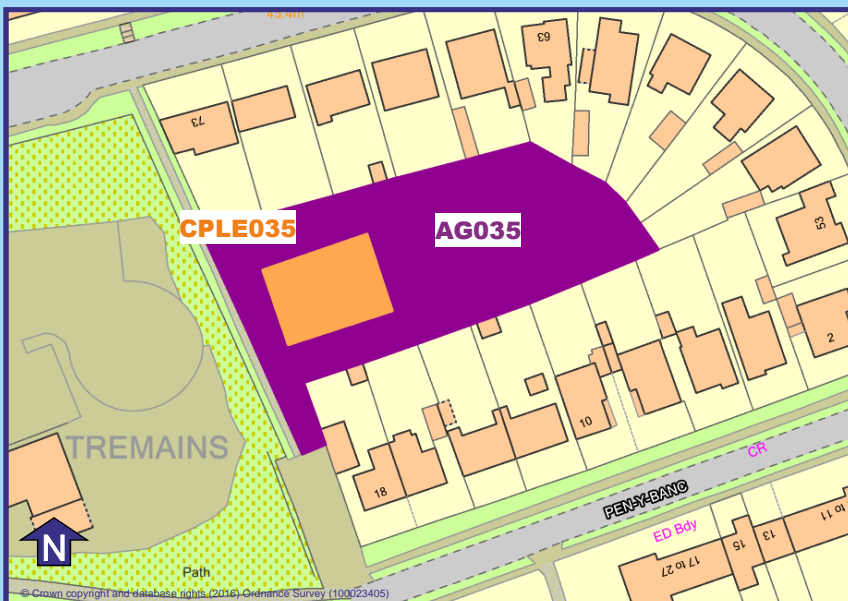 45.4m
63
73
CPLE035
AG035
53
2
TREMAINS
10
18
CR
PEN-Y-BANC
ED Bdy
11 to
13
15
17 to 27
N
Path
© Crown copyright and database rights (2016) Ordnance Survey (100023405)